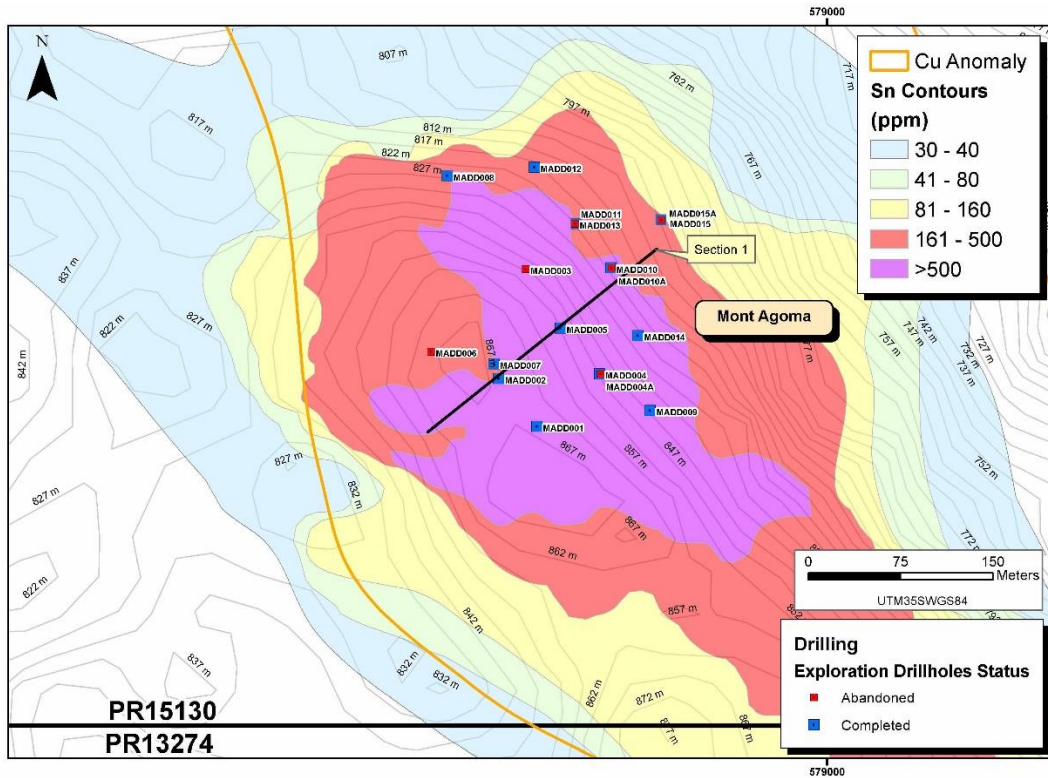 579000
N
807 m
817 m
762 m
717 m
797 m
812 m
817 m
822 m
827 m
767 m
MADD012
MADD008
MADD011
MADD013
MADD015A
MADD015
Section 1
837 m
822 m
827 m
MADD003
MADD010
MADD010A
Mont Agoma
MADD005
MADD014
757 m
747 m
742 m
732 m
737 m
727 m
842 m
867 m
MADD006
MADD007
MADD002
MADD004
MADD004A
MADD009
MADD001
867 m
857 m
847 m
827 m
832 m
827 m
752 m
867 m
862 m
772 m
822 m
857 m
842 m
837 m
832 m
832 m
862 m
872 m
877 m
867 m
PR15130
PR13274
Cu Anomaly
Sn Contours
(ppm)
30 - 40
41 - 80
81 - 160
161 - 500
>500
0 75 150
Meters
UTM35SWGS84
Drilling
Exploration Drillholes Status
Abandoned
Completed
579000